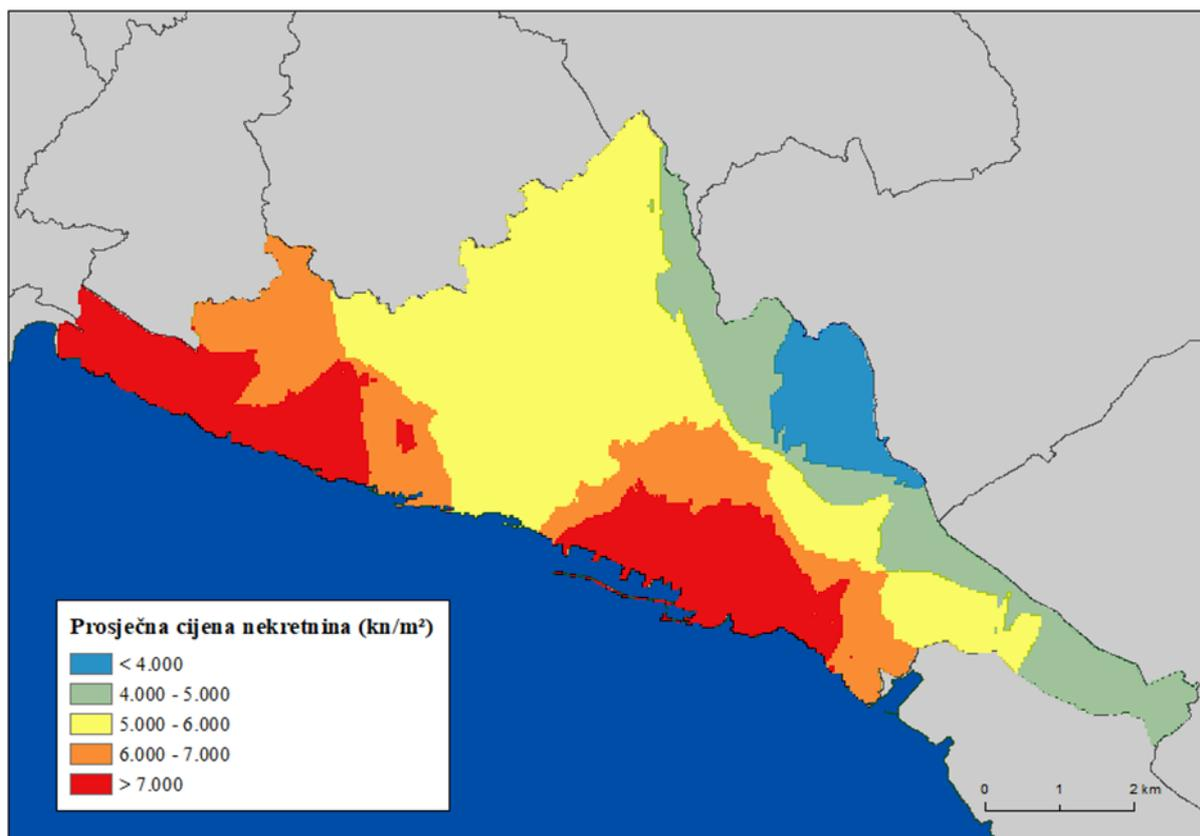 Prosječna cijena nekretnina (kn/m²)
< 4.000
4.000 - 5.000
5.000 - 6.000
6.000 - 7.000
> 7.000
0 1 2 km